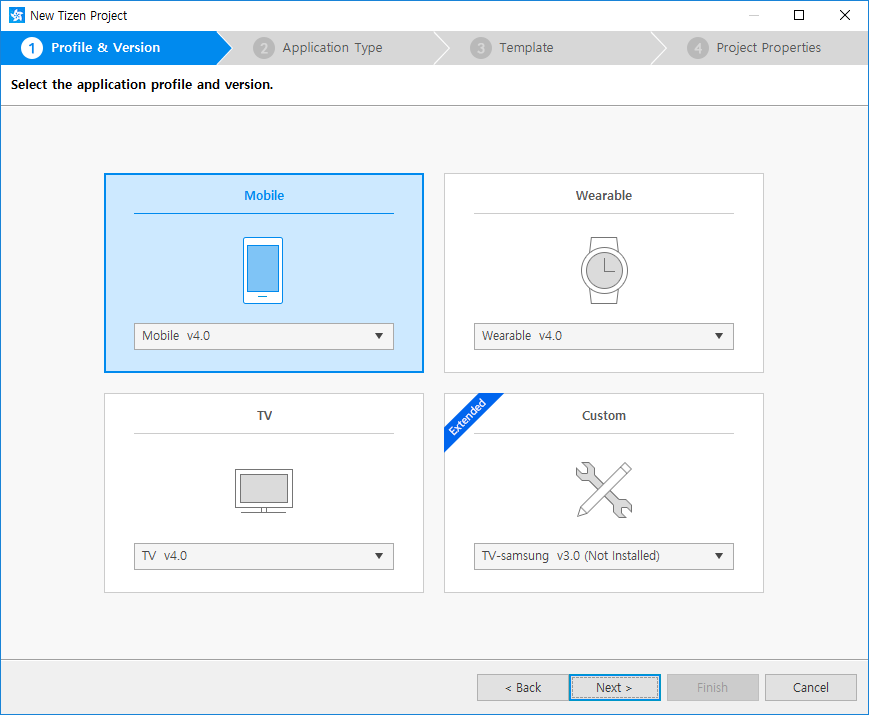 New Tizen Project
1 Profile & Version 2 Application Type 3 Template 4 Project Properties
Select the application profile and version.
Mobile
Mobile v4.0
Wearable
Wearable v4.0
TV
TV v4.0
Extended
Custom
TV-samsung v3.0 (Not Installed)
< Back Next > Finish Cancel